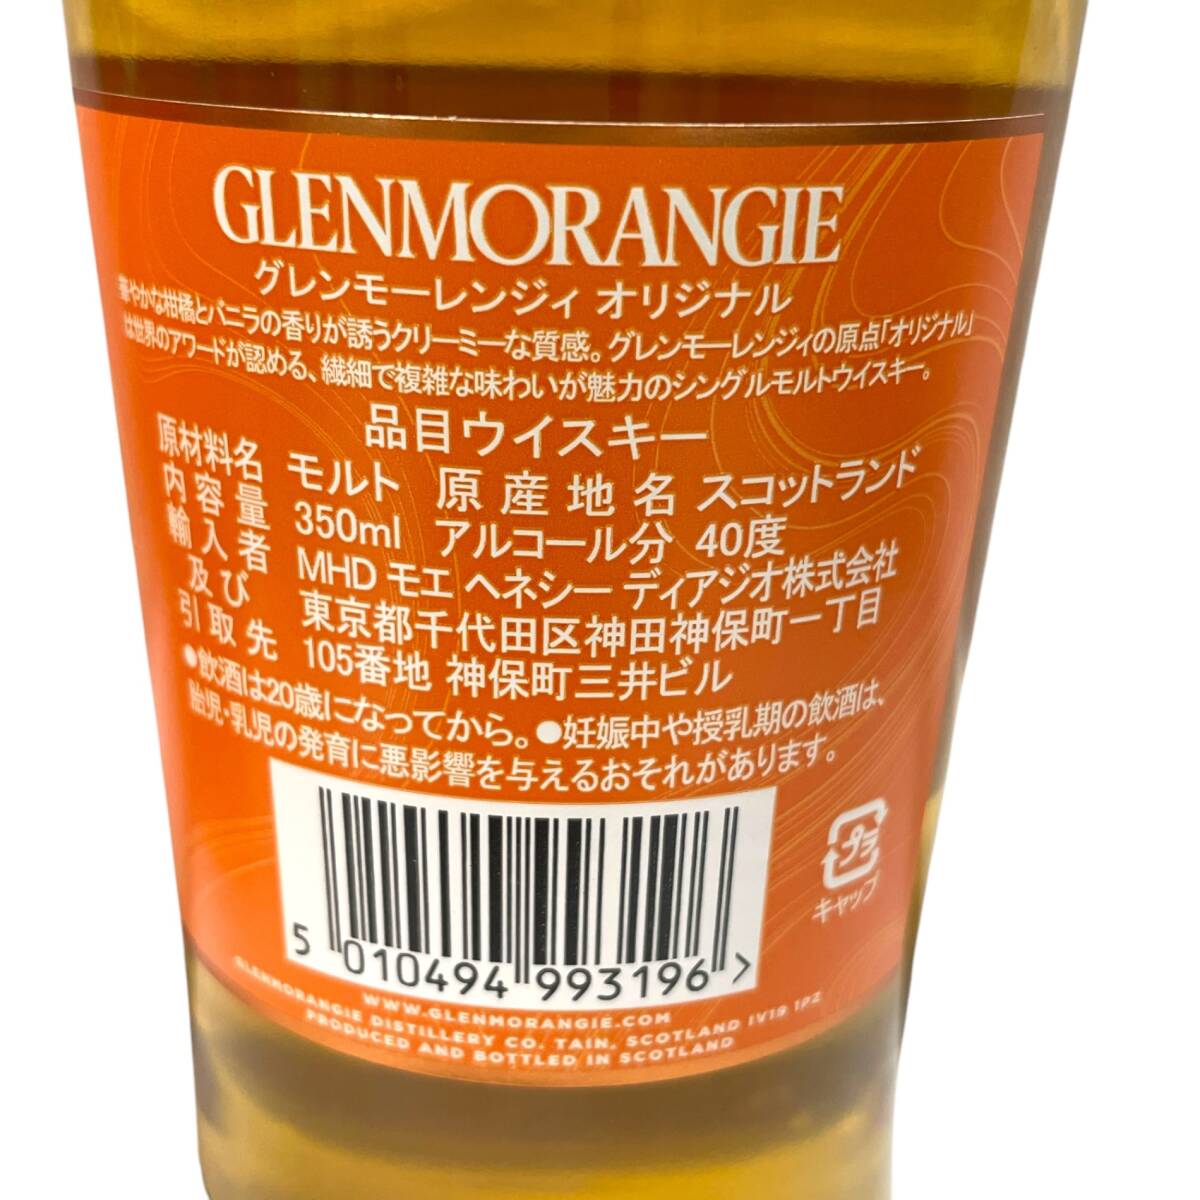 GLENMORANGIE
グレンモーレンジィ オリジナル
華やかな柑橘とバニラの香りが誘うクリーミーな質感。グレンモーレンジィの原点「オリジナル」
は世界のアワードが認める、繊細で複雑な味わいが魅力のシングルモルトウイスキー。
品目ウイスキー
原材料名 モルト 原産地名 スコットランド
内容量 350ml アルコール分 40度
輸入者 MHD モエ ヘネシー ディアジオ株式会社
及び 東京都千代田区神田神保町一丁目
引取先 105番地 神保町三井ビル
●飲酒は20歳になってから。●妊娠中や授乳期の飲酒は、
胎児・乳児の発育に悪影響を与えるおそれがあります。
プラ
キャップ
5 010494 993196 >
WWW.GLENMORANGIE.COM
GLENMORANGIE DISTILLERY CO. TAIN, SCOTLAND IV19 1PZ
PRODUCED AND BOTTLED IN SCOTLAND